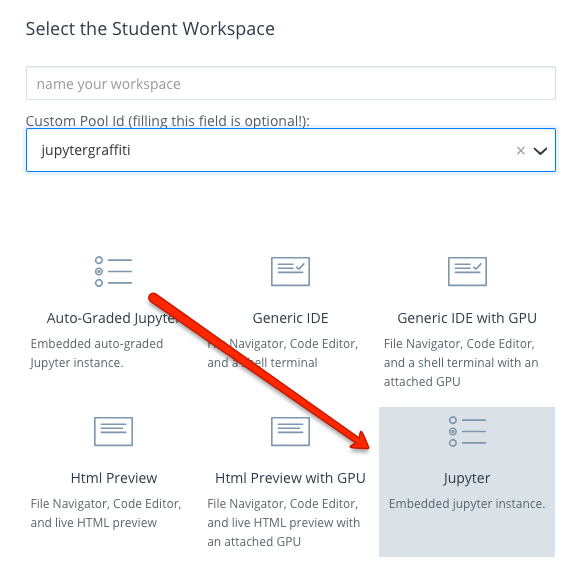 Select the Student Workspace
name your workspace
Custom Pool Id (filling this field is optional!):
jupytergraffiti
Auto-Graded Jupyter
Embedded auto-graded
Jupyter instance.
Generic IDE
File Navigator, Code Editor,
and a shell terminal
Generic IDE with GPU
File Navigator, Code Editor,
and a shell terminal with an
attached GPU
Html Preview
File Navigator, Code Editor,
and live HTML preview
Html Preview with GPU
File Navigator, Code Editor,
and live HTML preview with
an attached GPU
Jupyter
Embedded jupyter instance.